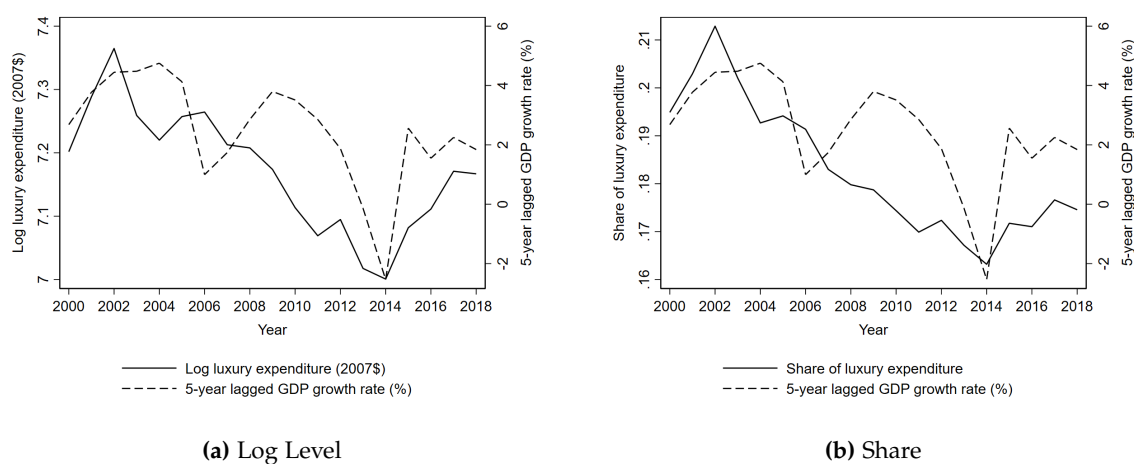 7.4
7.3
7.2
7.1
7
Log luxury expenditure (2007$)
6
4
2
0
-2
5-year lagged GDP growth rate (%)
2000 2002 2004 2006 2008 2010 2012 2014 2016 2018
Year
Log luxury expenditure (2007$)
5-year lagged GDP growth rate (%)
(a) Log Level
.21
.2
.19
.18
.17
.16
Share of luxury expenditure
6
4
2
0
-2
5-year lagged GDP growth rate (%)
2000 2002 2004 2006 2008 2010 2012 2014 2016 2018
Year
Share of luxury expenditure
5-year lagged GDP growth rate (%)
(b) Share